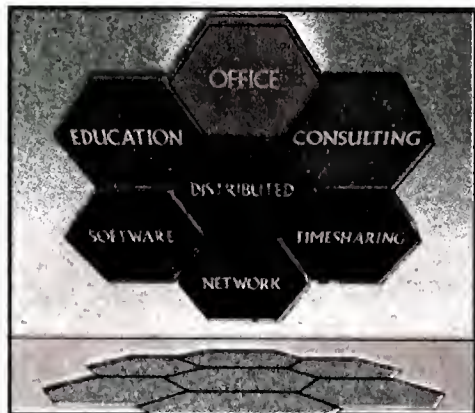 OFFICE
EDUCATION
CONSULTING
DISTRIBUTED
SOFTWARE
TIMESHARING
NETWORK